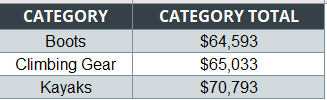 CATEGORY CATEGORY TOTAL
Boots $64,593
Climbing Gear $65,033
Kayaks $70,793